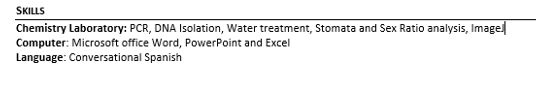 SKILLS
Chemistry Laboratory: PCR, DNA Isolation, Water treatment, Stomata and Sex Ratio analysis, ImageJ
Computer: Microsoft office Word, PowerPoint and Excel
Language: Conversational Spanish